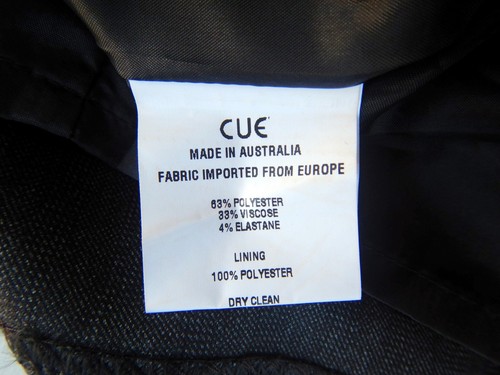 CUE
MADE IN AUSTRALIA
FABRIC IMPORTED FROM EUROPE
63% POLYESTER
33% VISCOSE
4% ELASTANE
LINING
100% POLYESTER
DRY CLEAN